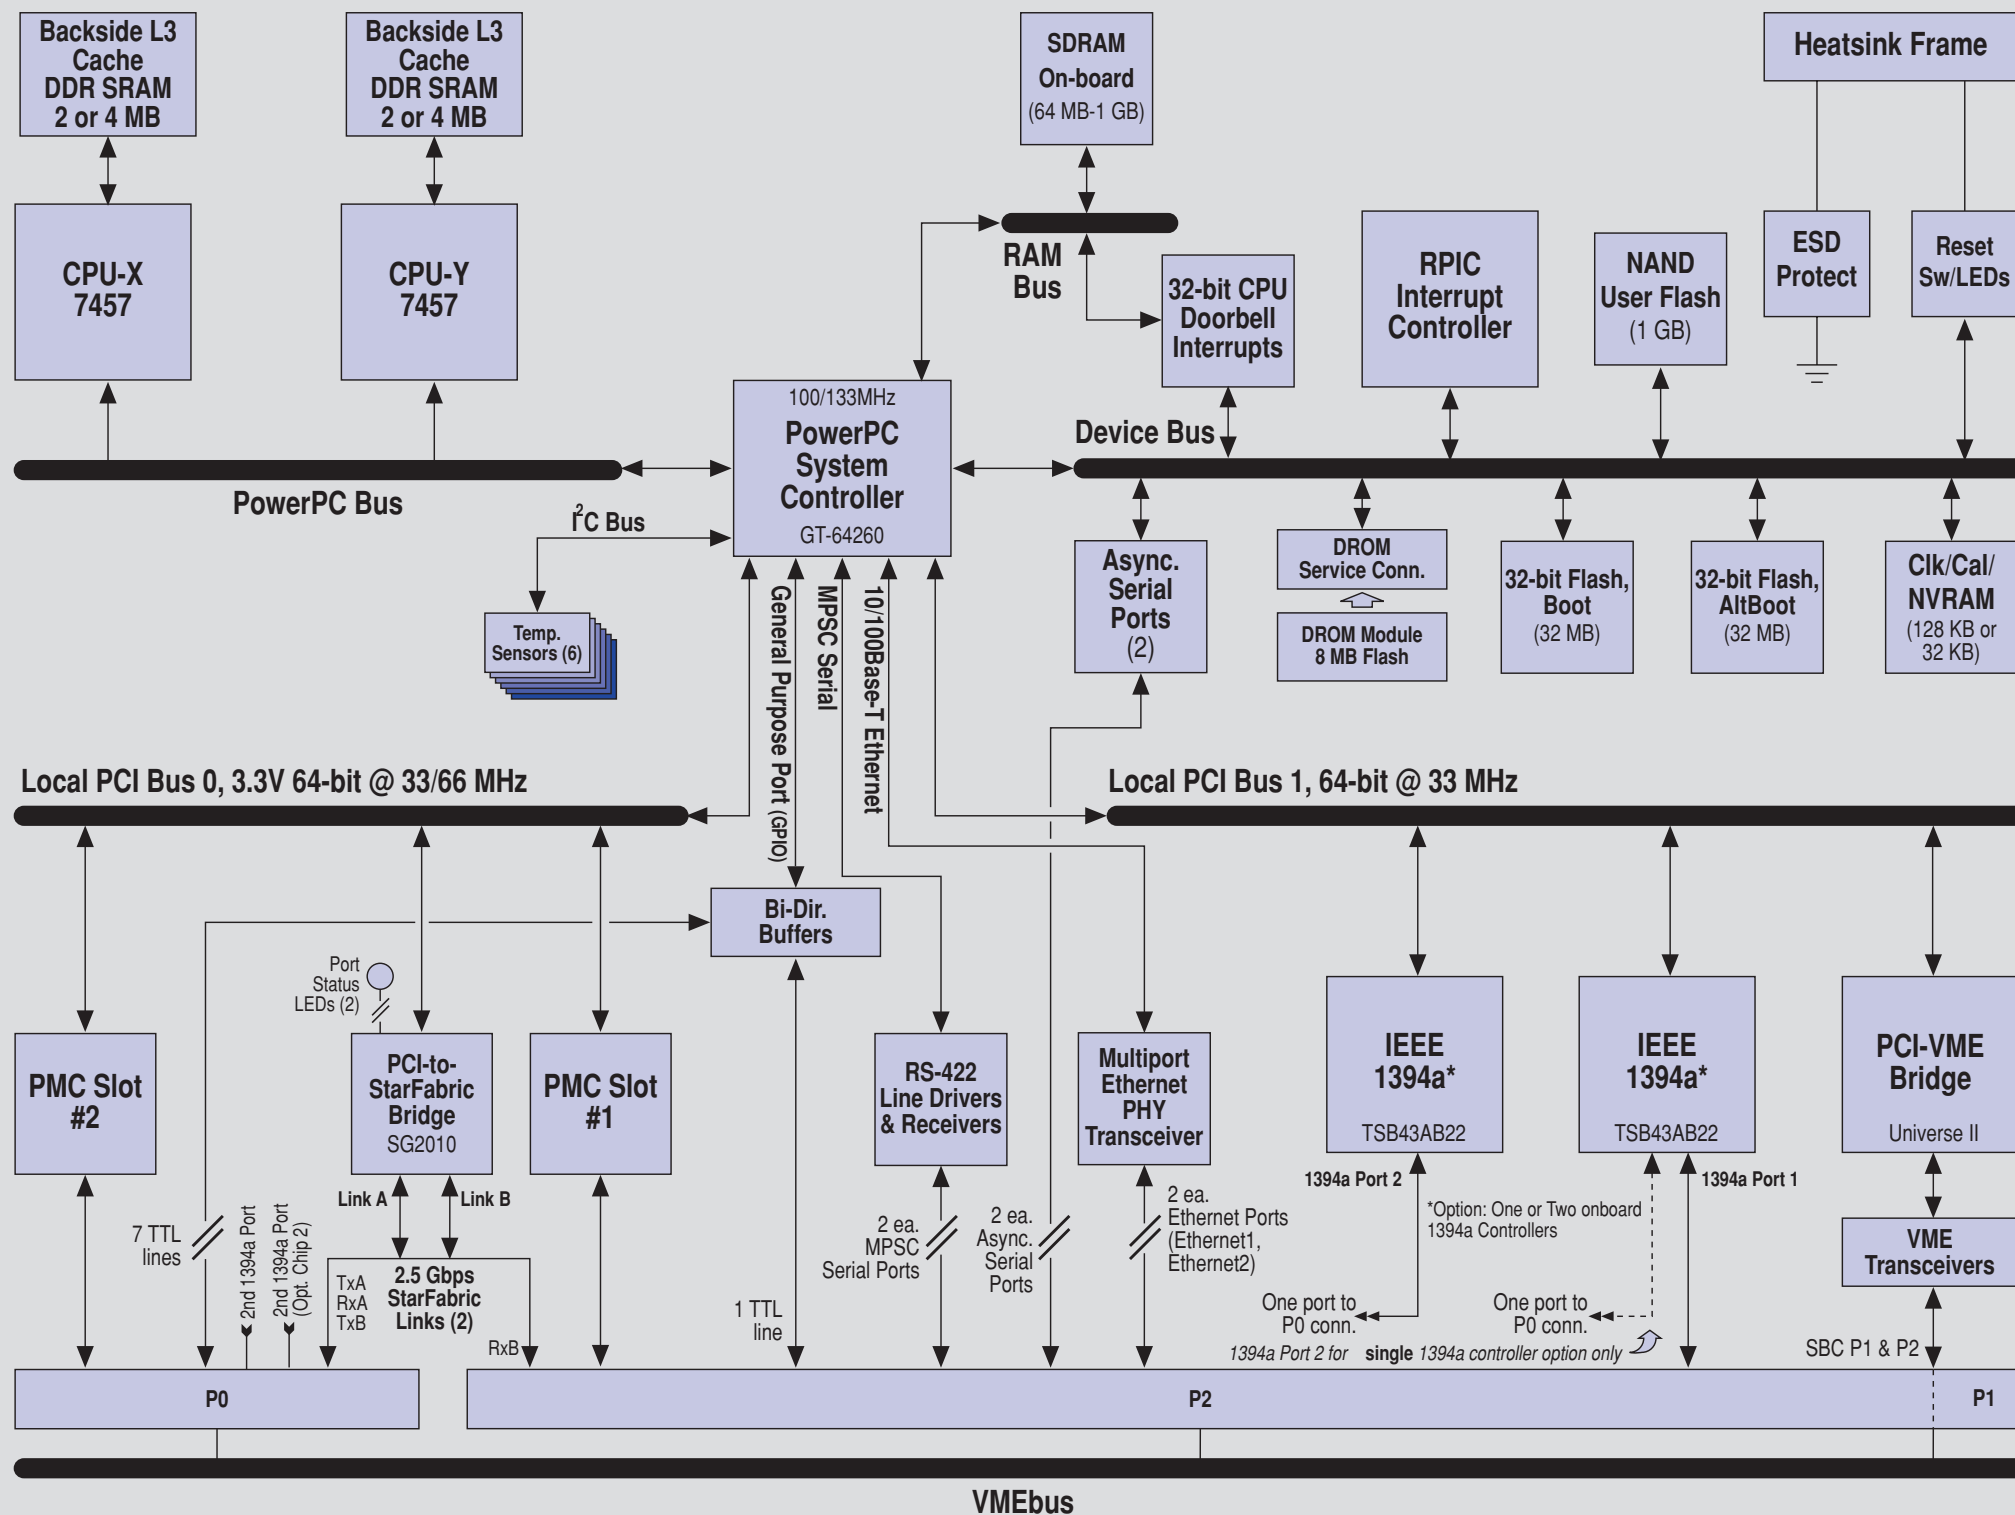 Backside L3
Cache
DDR SRAM
2 or 4 MB
Backside L3
Cache
DDR SRAM
2 or 4 MB
SDRAM
On-board
(64 MB-1 GB)
Heatsink Frame
CPU-X
7457
CPU-Y
7457
RAM
Bus
32-bit CPU
Doorbell
Interrupts
RPIC
Interrupt
Controller
NAND
User Flash
(1 GB)
ESD
Protect
Reset
Sw/LEDs
100/133MHz
PowerPC
System
Controller
GT-64260
Device Bus
PowerPC Bus
I²C Bus
Temp.
Sensors (6)
General Purpose Port (GPIO)
MPSC Serial
10/100Base-T Ethernet
Async.
Serial
Ports
(2)
DROM
Service Conn.
DROM Module
8 MB Flash
32-bit Flash,
Boot
(32 MB)
32-bit Flash,
AltBoot
(32 MB)
Clk/Cal/
NVRAM
(128 KB or
32 KB)
Local PCI Bus 0, 3.3V 64-bit @ 33/66 MHz
Local PCI Bus 1, 64-bit @ 33 MHz
Bi-Dir.
Buffers
Port
Status
LEDs (2)
PMC Slot
#2
PCI-to-
StarFabric
Bridge
SG2010
PMC Slot
#1
RS-422
Line Drivers
& Receivers
Multiport
Ethernet
PHY
Transceiver
IEEE
1394a*
TSB43AB22
IEEE
1394a*
TSB43AB22
PCI-VME
Bridge
Universe II
Link A
Link B
7 TTL
lines
2nd 1394a Port
2nd 1394a Port
(Opt. Chip 2)
TxA
RxA
TxB
2.5 Gbps
StarFabric
Links (2)
RxB
1 TTL
line
2 ea.
MPSC
Serial Ports
2 ea.
Async.
Serial
Ports
2 ea.
Ethernet Ports
(Ethernet1,
Ethernet2)
1394a Port 2
1394a Port 1
*Option: One or Two onboard
1394a Controllers
VME
Transceivers
One port to
P0 conn.
One port to
P0 conn.
1394a Port 2 for single 1394a controller option only
SBC P1 & P2
P0
P2
P1
VMEbus